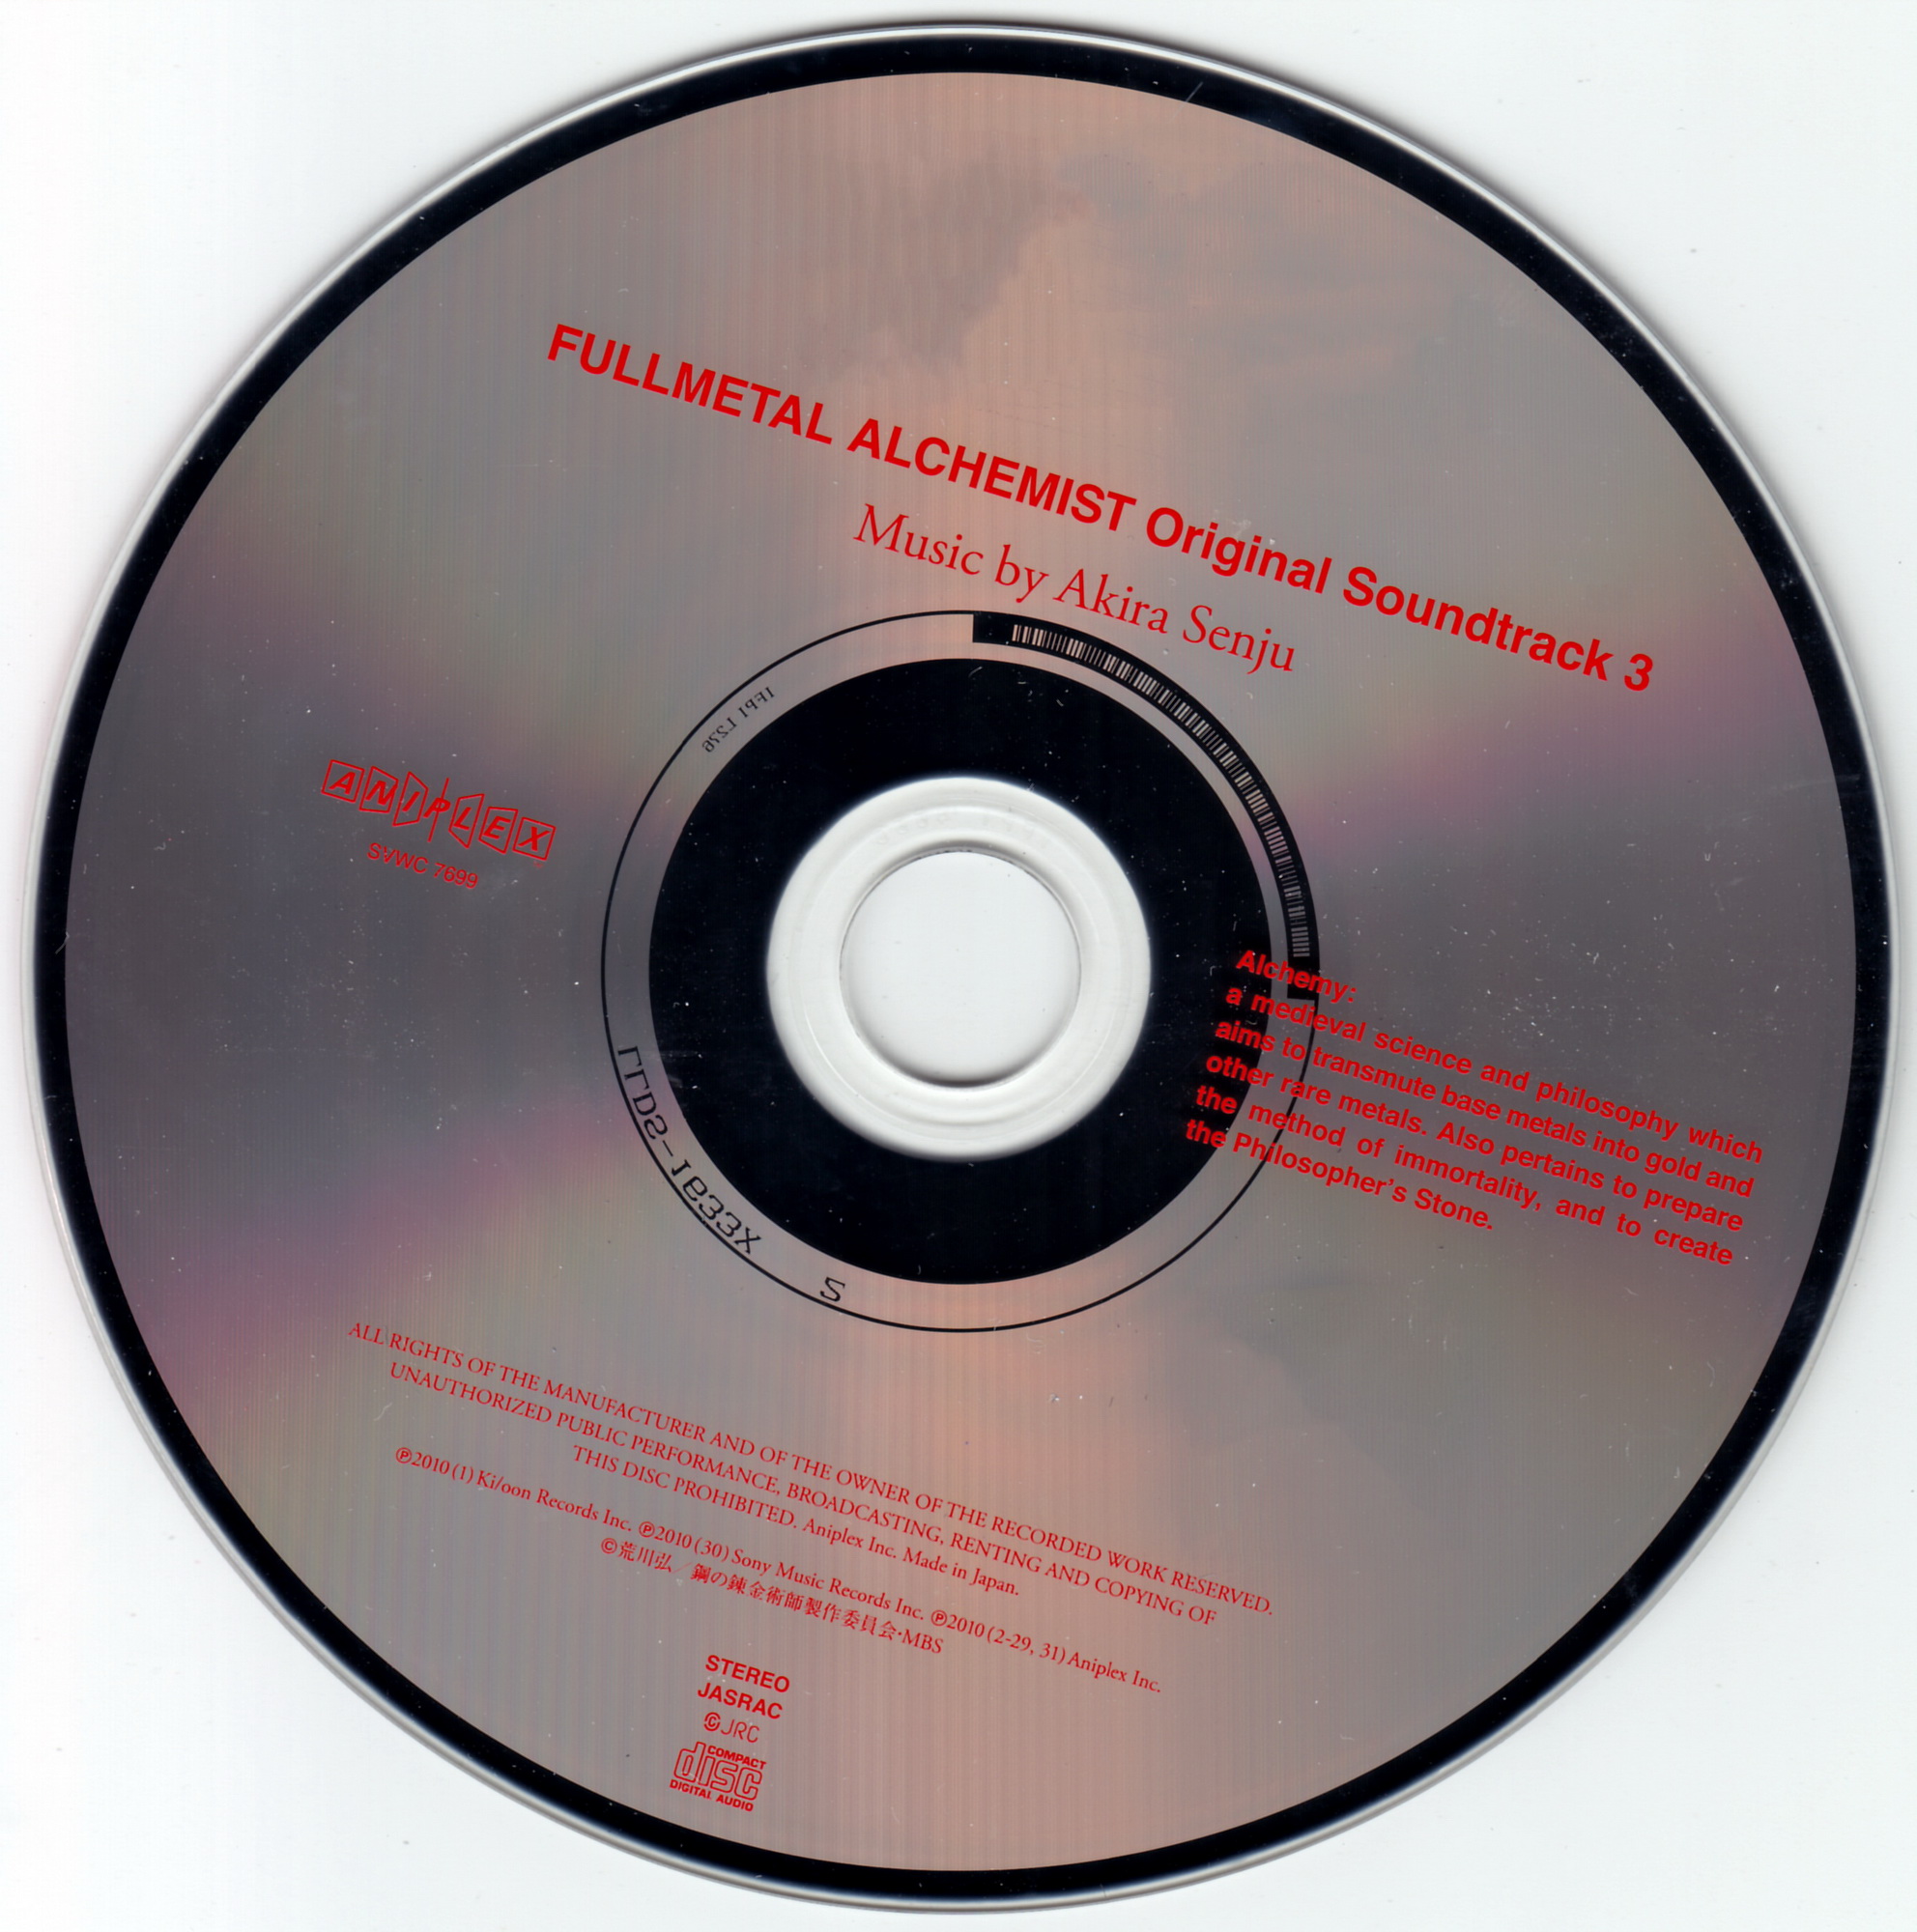 FULLMETAL ALCHEMIST Original Soundtrack 3
Music by Akira Senju
IFPI L276
ANIPLEX
SVWC 7699
Alchemy:
a medieval science and philosophy which
aims to transmute base metals into gold and
other rare metals. Also pertains to prepare
the method of immortality, and to create
the Philosopher's Stone.
S
ALL RIGHTS OF THE MANUFACTURER AND OF THE OWNER OF THE RECORDED WORK RESERVED.
UNAUTHORIZED PUBLIC PERFORMANCE, BROADCASTING, RENTING AND COPYING OF
THIS DISC PROHIBITED. Aniplex Inc. Made in Japan.
℗2010 (1) Ki/oon Records Inc. ℗2010 (30) Sony Music Records Inc. ℗2010 (2-29, 31) Aniplex Inc.
©荒川弘／鋼の錬金術師製作委員会・MBS
STEREO
JASRAC
©JRC
COMPACT
disc
DIGITAL AUDIO